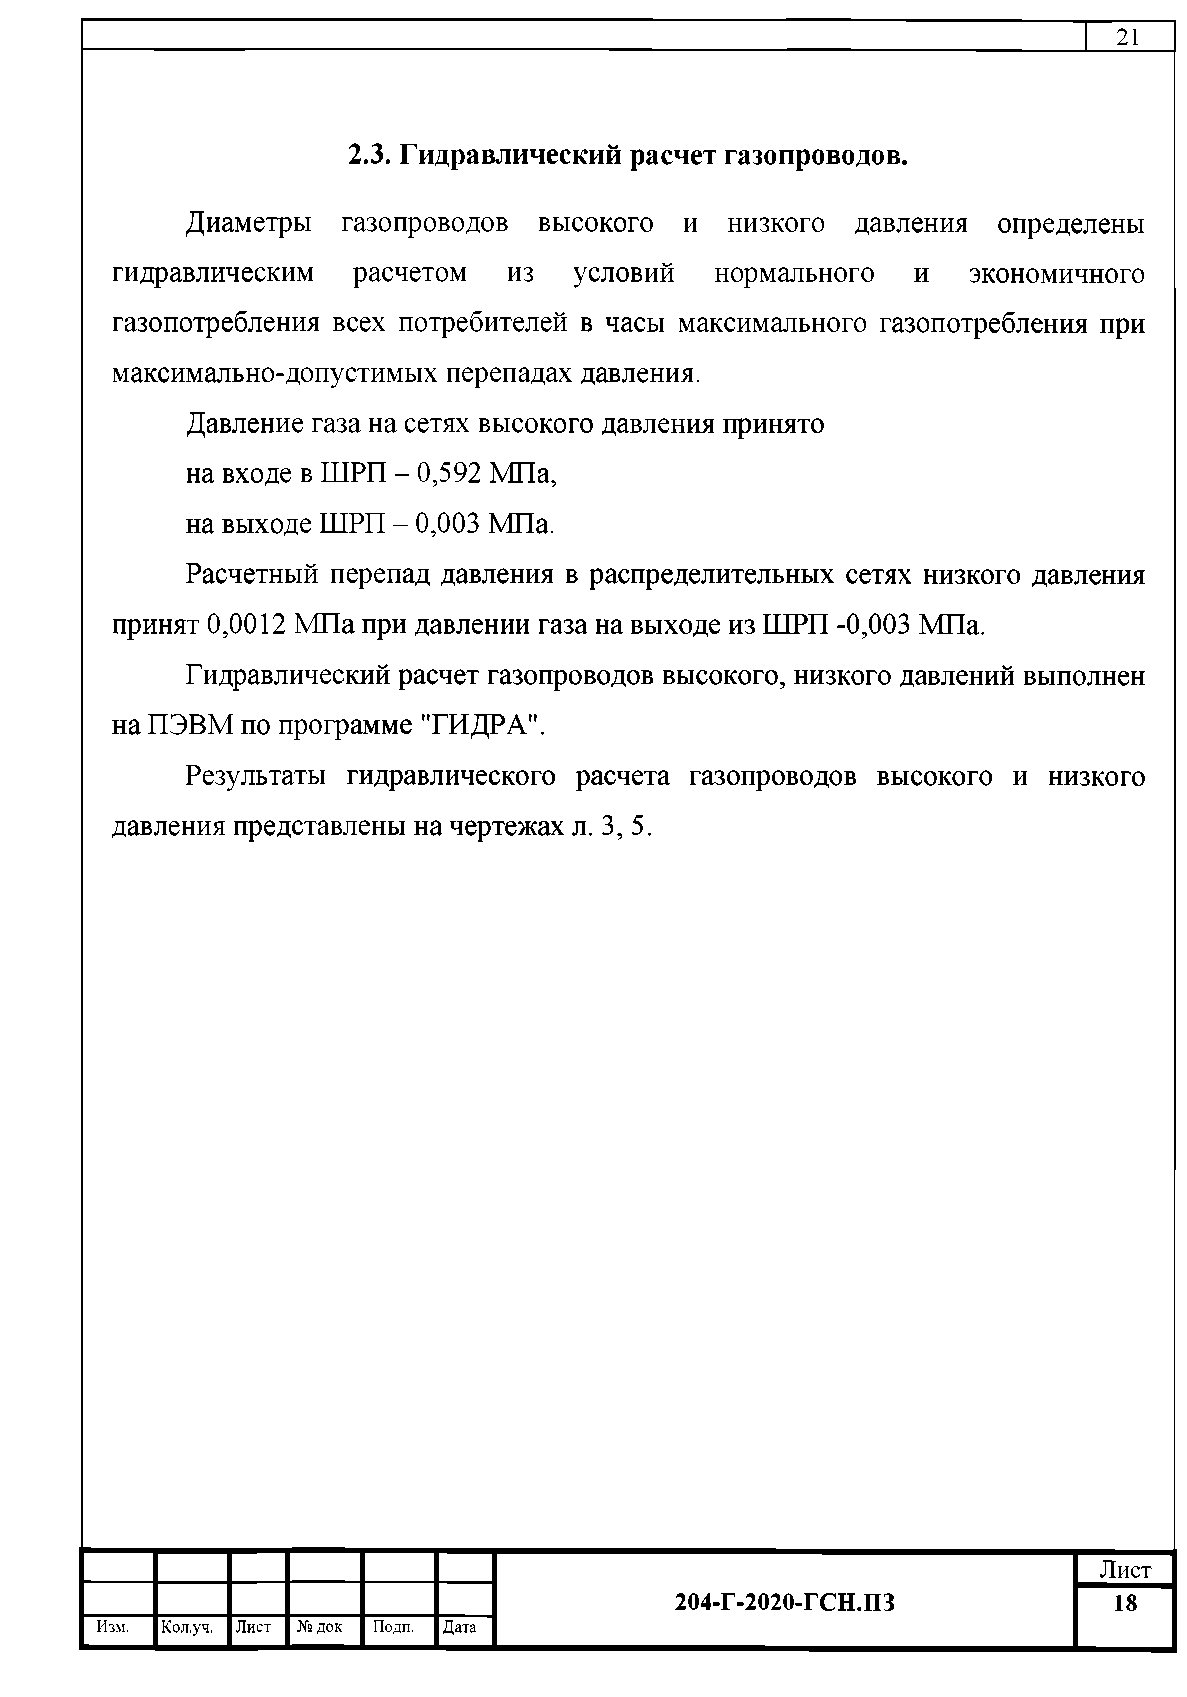 21
2.3. Гидравлический расчет газопроводов.
Диаметры газопроводов высокого и низкого давления определены
гидравлическим расчетом из условий нормального и экономичного
газопотребления всех потребителей в часы максимального газопотребления при
максимально-допустимых перепадах давления.
Давление газа на сетях высокого давления принято
на входе в ШРП – 0,592 МПа,
на выходе ШРП – 0,003 МПа.
Расчетный перепад давления в распределительных сетях низкого давления
принят 0,0012 МПа при давлении газа на выходе из ШРП -0,003 МПа.
Гидравлический расчет газопроводов высокого, низкого давлений выполнен
на ПЭВМ по программе "ГИДРА".
Результаты гидравлического расчета газопроводов высокого и низкого
давления представлены на чертежах л. 3, 5.
Лист
204-Г-2020-ГСН.ПЗ
18
Изм. Кол.уч. Лист № док Подп. Дата